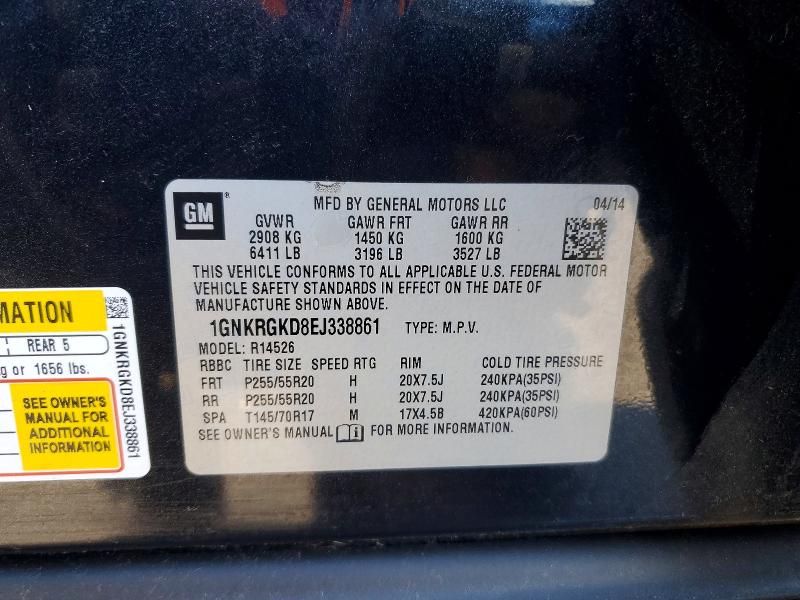 GM ®
MFD BY GENERAL MOTORS LLC 04/14
GVWR GAWR FRT GAWR RR
2908 KG 1450 KG 1600 KG
6411 LB 3196 LB 3527 LB
THIS VEHICLE CONFORMS TO ALL APPLICABLE U.S. FEDERAL MOTOR
VEHICLE SAFETY STANDARDS IN EFFECT ON THE DATE OF
MANUFACTURE SHOWN ABOVE.
1GNKRGKD8EJ338861 TYPE: M.P.V.
MODEL: R14526
RBBC TIRE SIZE SPEED RTG RIM COLD TIRE PRESSURE
FRT P255/55R20 H 20X7.5J 240KPA(35PSI)
RR P255/55R20 H 20X7.5J 240KPA(35PSI)
SPA T145/70R17 M 17X4.5B 420KPA(60PSI)
SEE OWNER'S MANUAL FOR MORE INFORMATION.
MATION
REAR 5
g or 1656 lbs.
SEE OWNER'S
MANUAL FOR
ADDITIONAL
INFORMATION
1GNKRGKD8EJ338861